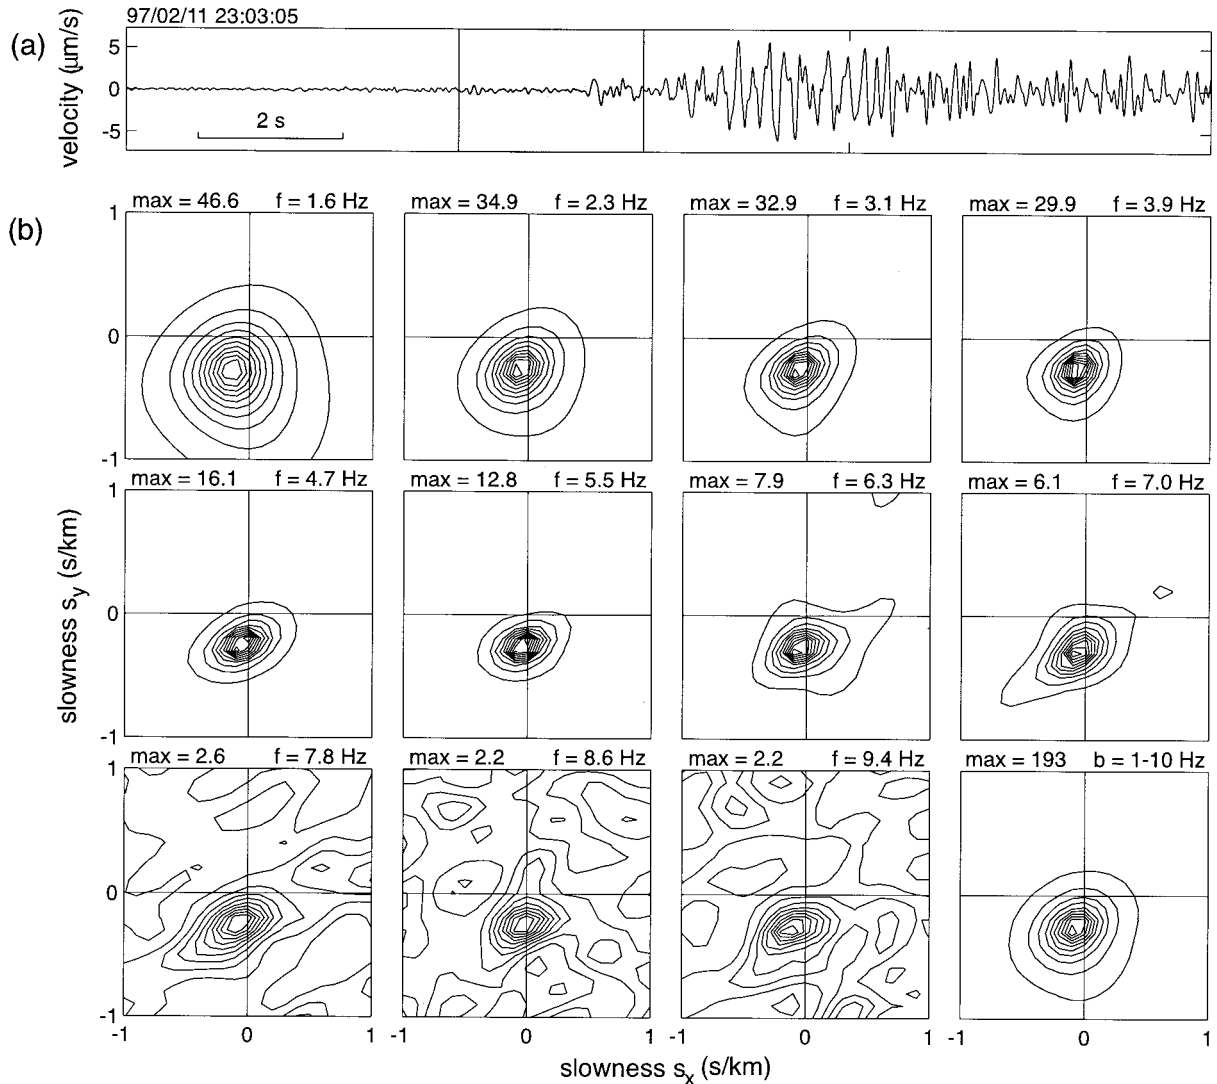 (a)
97/02/11 23:03:05
velocity (μm/s)
5
0
-5
2 s
(b)
max = 46.6 f = 1.6 Hz
max = 34.9 f = 2.3 Hz
max = 32.9 f = 3.1 Hz
max = 29.9 f = 3.9 Hz
1
0
-1
max = 16.1 f = 4.7 Hz
max = 12.8 f = 5.5 Hz
max = 7.9 f = 6.3 Hz
max = 6.1 f = 7.0 Hz
1
0
-1
slowness sy (s/km)
max = 2.6 f = 7.8 Hz
max = 2.2 f = 8.6 Hz
max = 2.2 f = 9.4 Hz
max = 193 b = 1-10 Hz
1
0
-1
-1 0 1
-1 0 1
-1 0 1
-1 0 1
slowness sx (s/km)